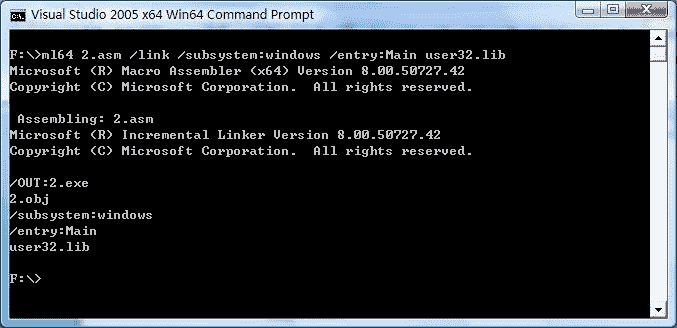 Visual Studio 2005 x64 Win64 Command Prompt
F:\>ml64 2.asm /link /subsystem:windows /entry:Main user32.lib
Microsoft (R) Macro Assembler (x64) Version 8.00.50727.42
Copyright (C) Microsoft Corporation.  All rights reserved.
Assembling: 2.asm
Microsoft (R) Incremental Linker Version 8.00.50727.42
Copyright (C) Microsoft Corporation.  All rights reserved.
/OUT:2.exe
2.obj
/subsystem:windows
/entry:Main
user32.lib
F:\>